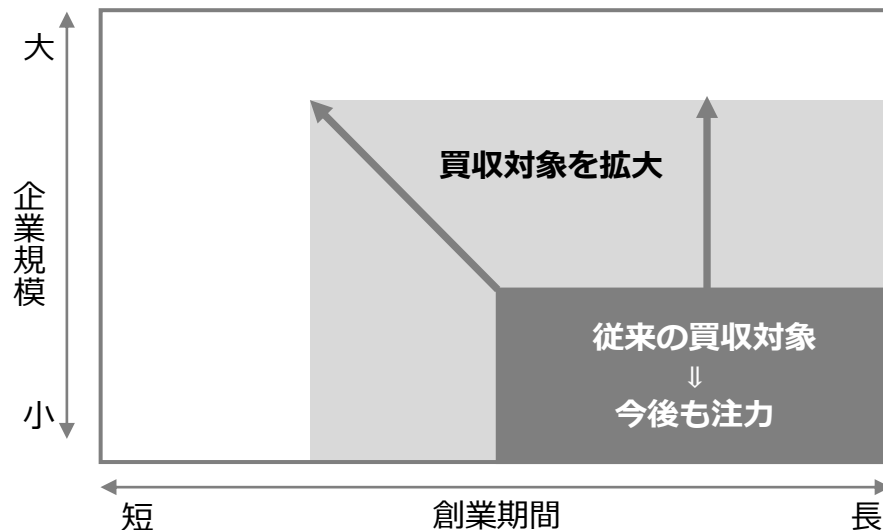 大
買収対象を拡大
企業規模
従来の買収対象
⇓
今後も注力
小
短
創業期間
長